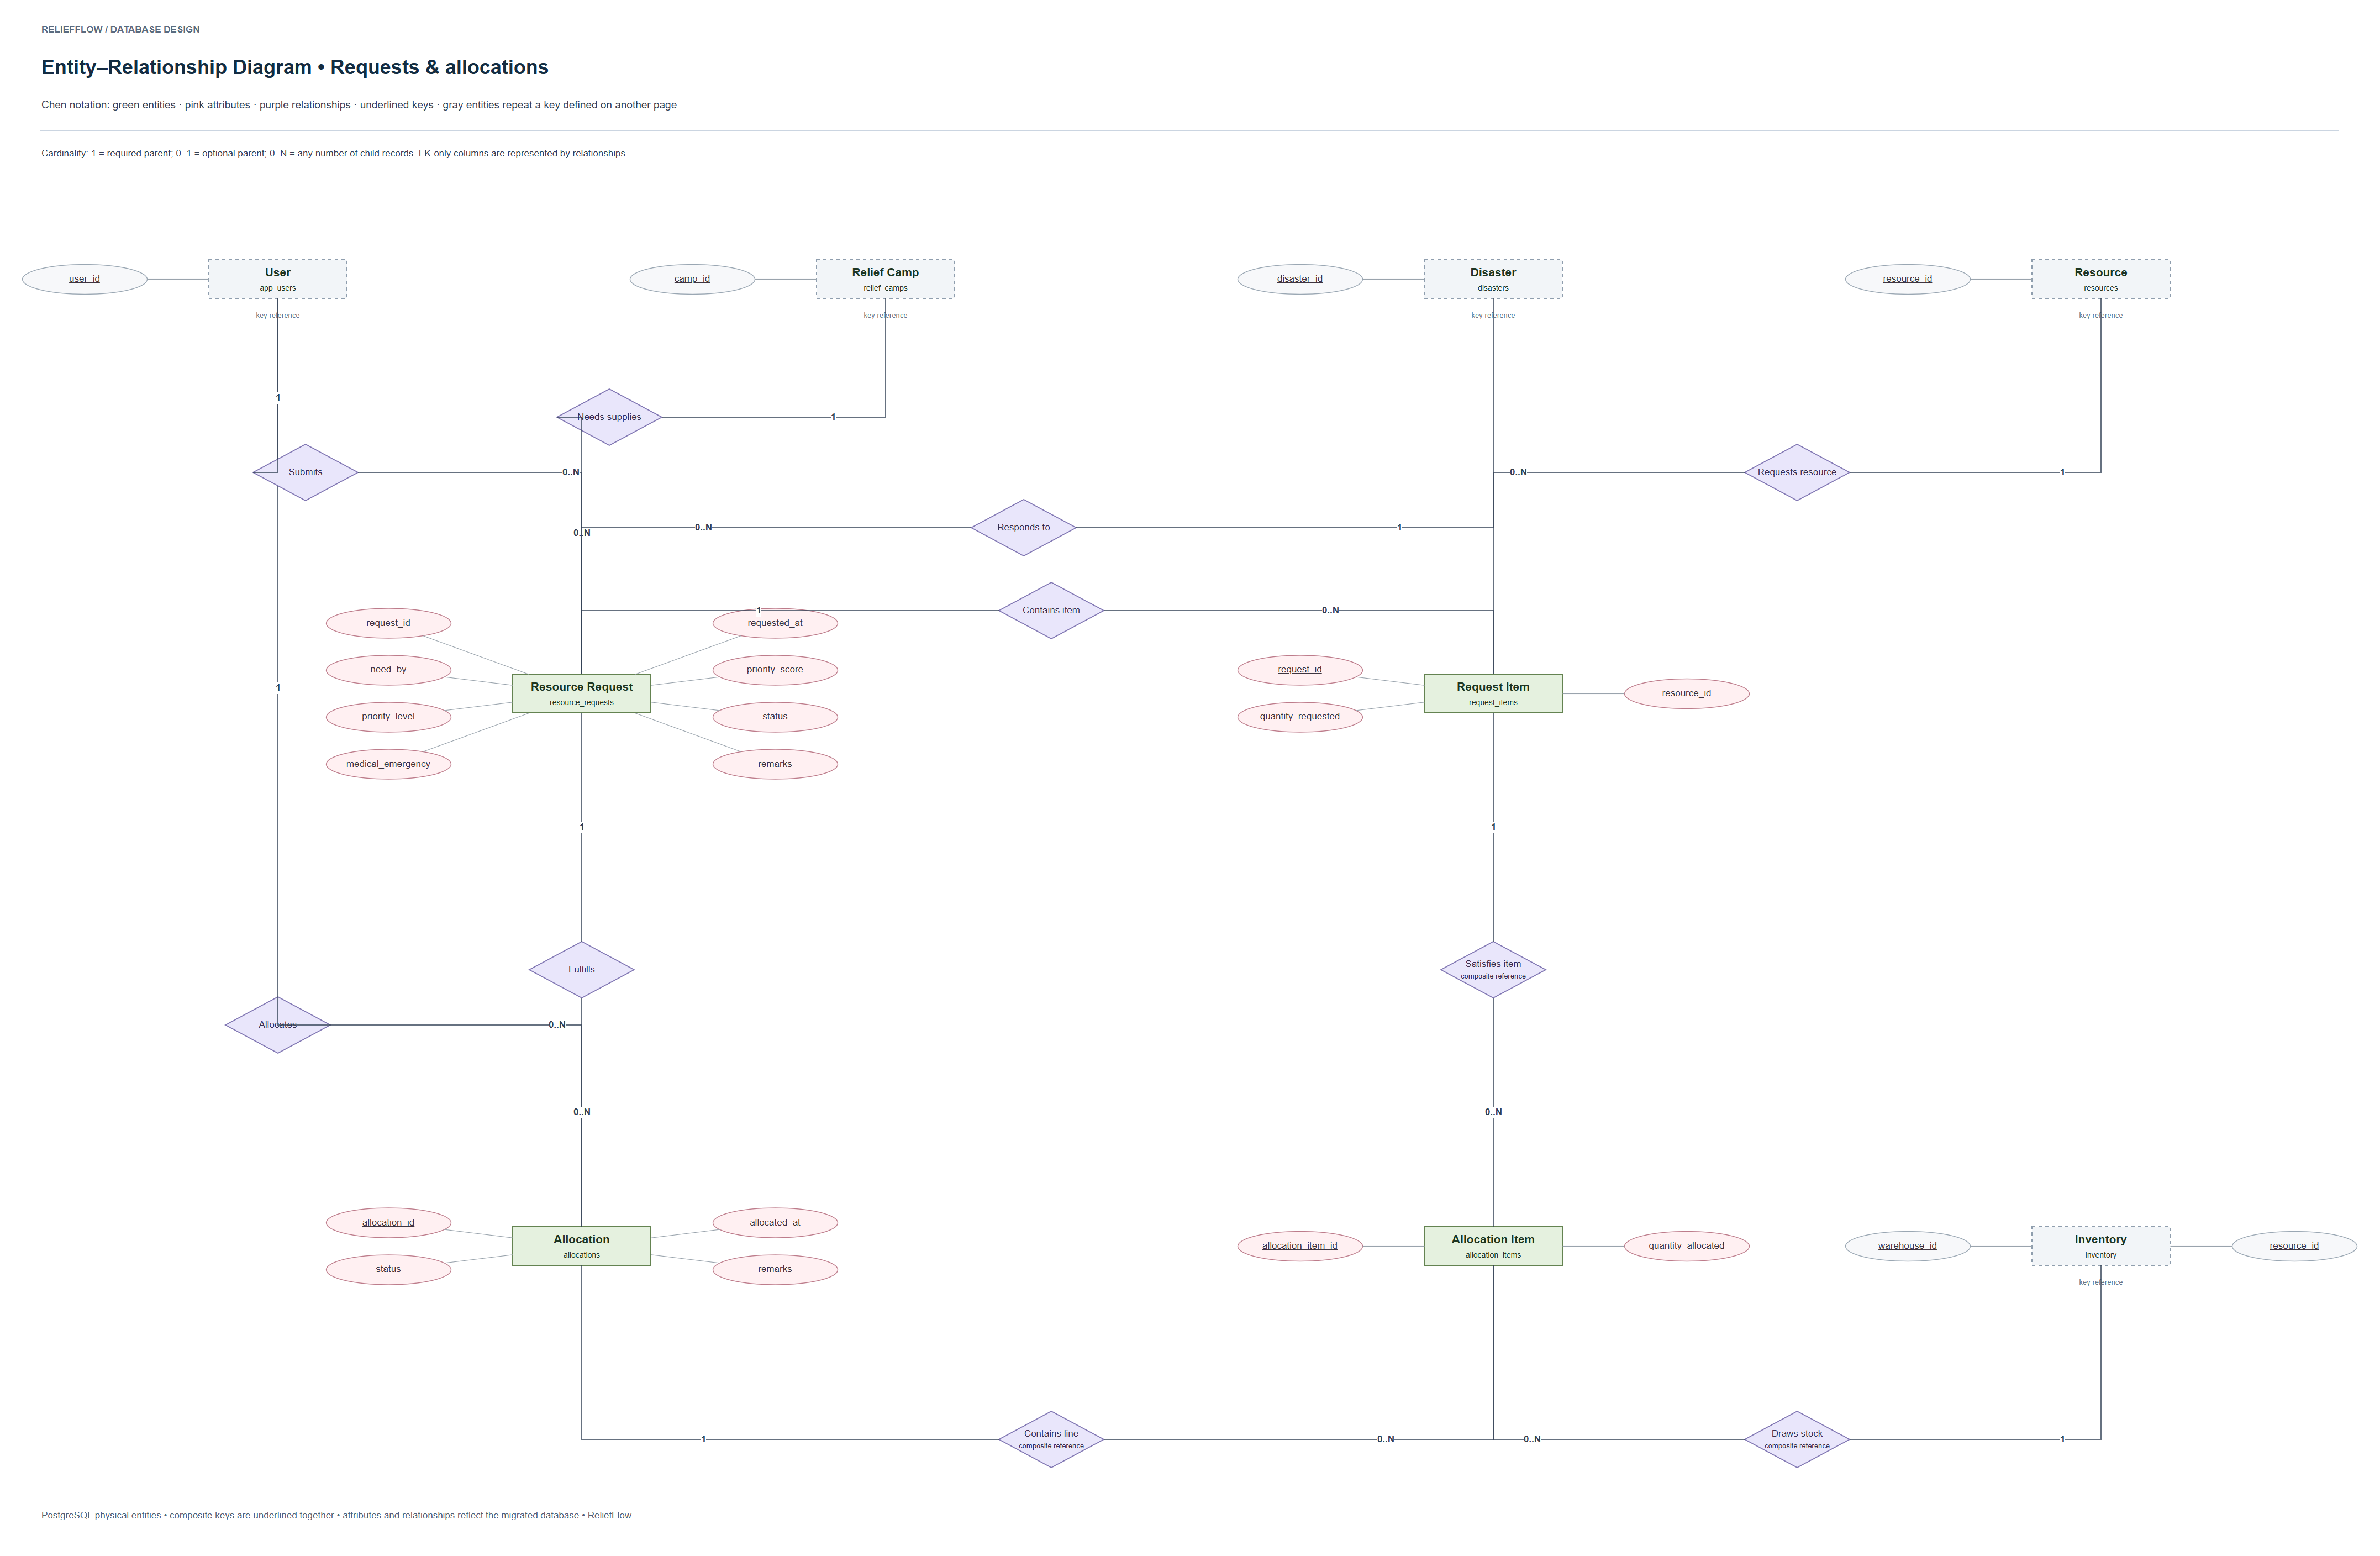 RELIEFFLOW / DATABASE DESIGN
Entity–Relationship Diagram • Requests & allocations
Chen notation: green entities · pink attributes · purple relationships · underlined keys · gray entities repeat a key defined on another page
Cardinality: 1 = required parent; 0..1 = optional parent; 0..N = any number of child records. FK-only columns are represented by relationships.
user_id
User
app_users
key reference
camp_id
Relief Camp
relief_camps
key reference
disaster_id
Disaster
disasters
key reference
resource_id
Resource
resources
key reference
1
Needs supplies
1
Submits
0..N
0..N
Requests resource
1
0..N
0..N
Responds to
1
1
Contains item
0..N
request_id
need_by
priority_level
medical_emergency
Resource Request
resource_requests
requested_at
priority_score
status
remarks
request_id
quantity_requested
Request Item
request_items
resource_id
1
1
1
Fulfills
Satisfies item
composite reference
Allocates
0..N
0..N
0..N
allocation_id
status
Allocation
allocations
allocated_at
remarks
allocation_item_id
Allocation Item
allocation_items
quantity_allocated
warehouse_id
Inventory
inventory
key reference
resource_id
1
Contains line
composite reference
0..N
0..N
Draws stock
composite reference
1
PostgreSQL physical entities • composite keys are underlined together • attributes and relationships reflect the migrated database • ReliefFlow